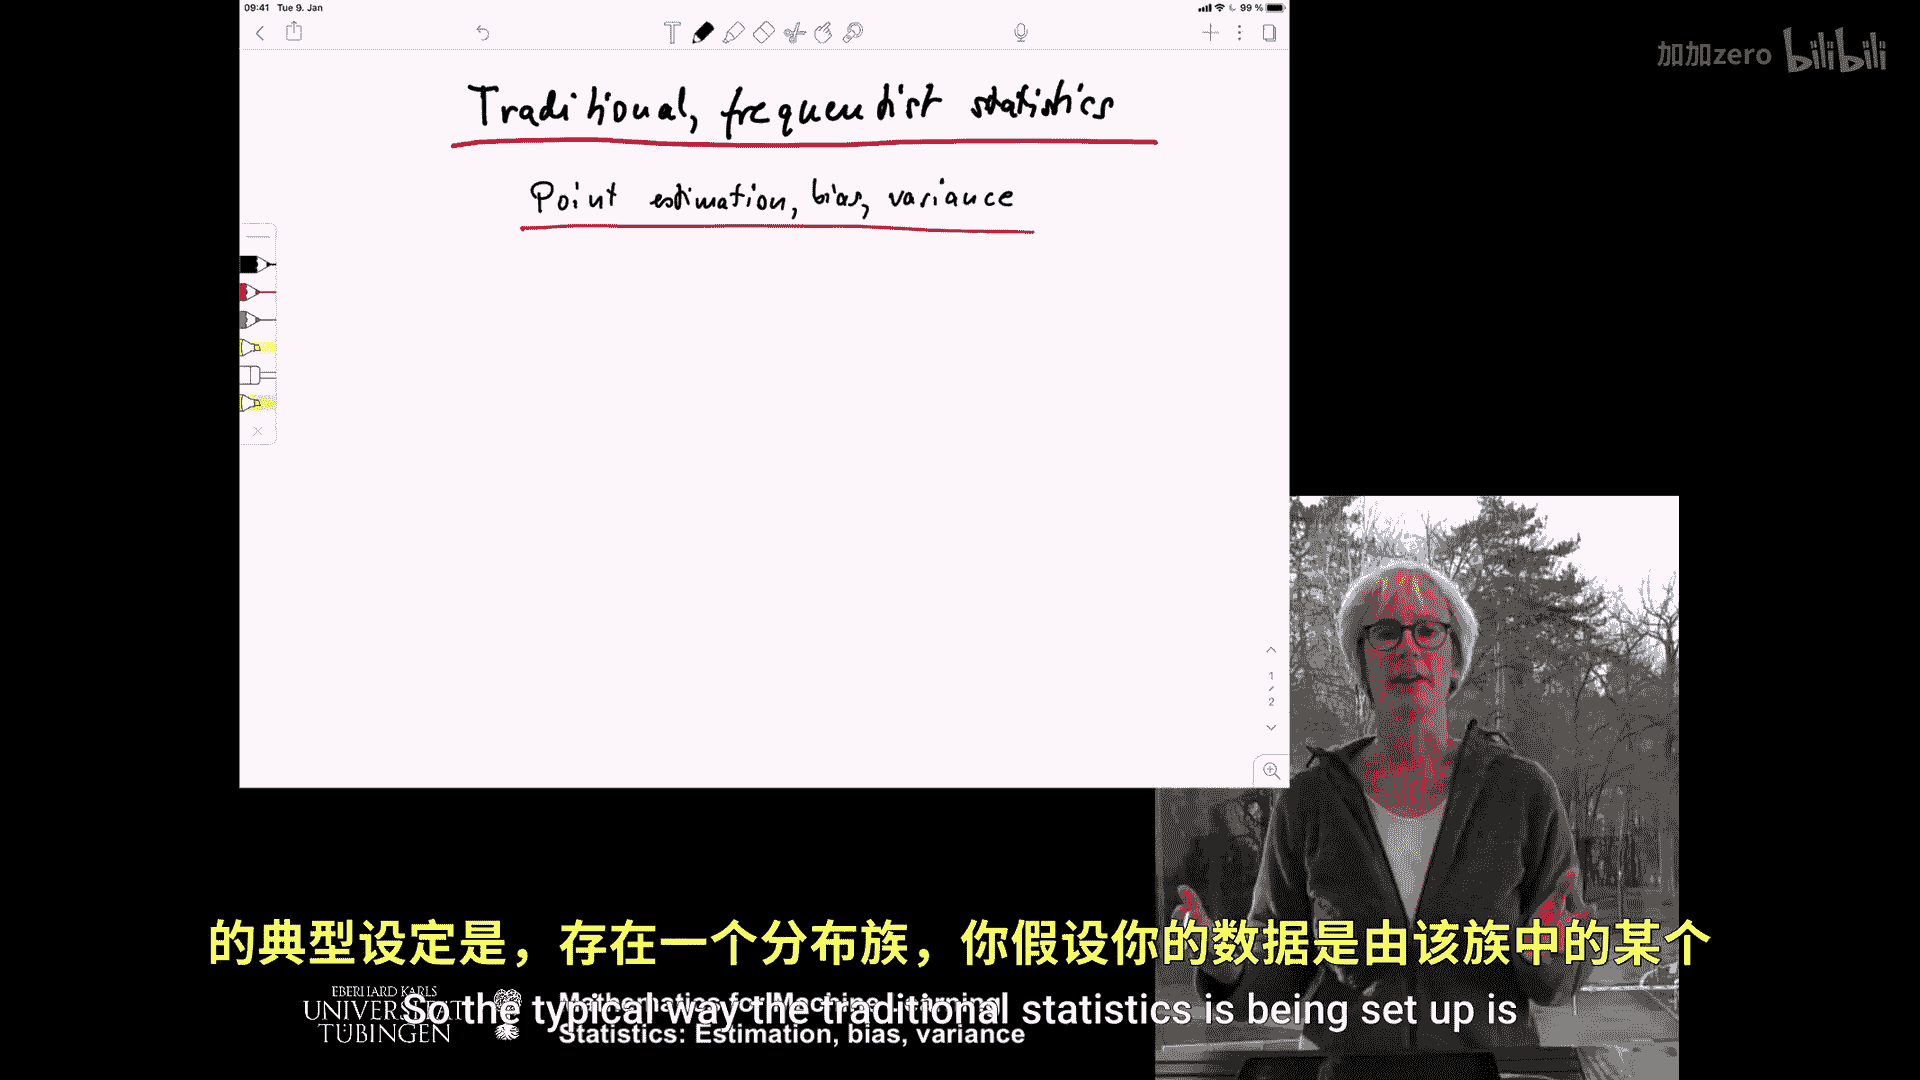 09:41 Tue 9. Jan
99 %
加加zero bilibili
T
Traditional, frequentist statistics
Point estimation, bias, variance
1
2
的典型设定是，存在一个分布族，你假设你的数据是由该族中的某个
So the typical way the traditional statistics is being set up is
EBERHARD KARLS
UNIVERSITÄT
TÜBINGEN
Mathematics for Machine Learning
Statistics: Estimation, bias, variance